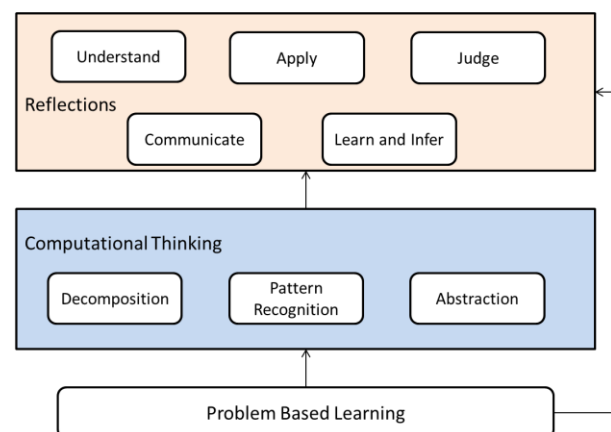 Understand
Apply
Judge
Reflections
Communicate
Learn and Infer
Computational Thinking
Decomposition
Pattern
Recognition
Abstraction
Problem Based Learning